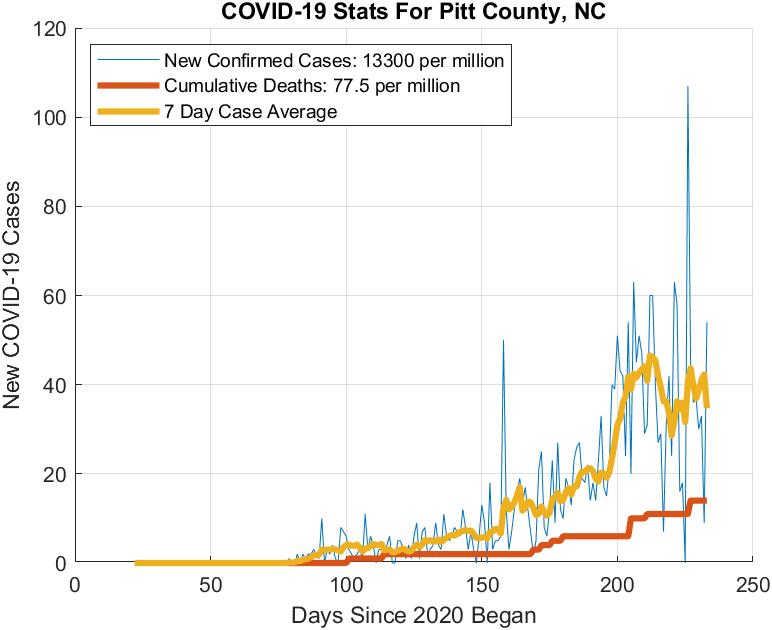 COVID-19 Stats For Pitt County, NC
120
100
80
60
40
20
0
New COVID-19 Cases
New Confirmed Cases: 13300 per million
Cumulative Deaths: 77.5 per million
7 Day Case Average
0 50 100 150 200 250
Days Since 2020 Began